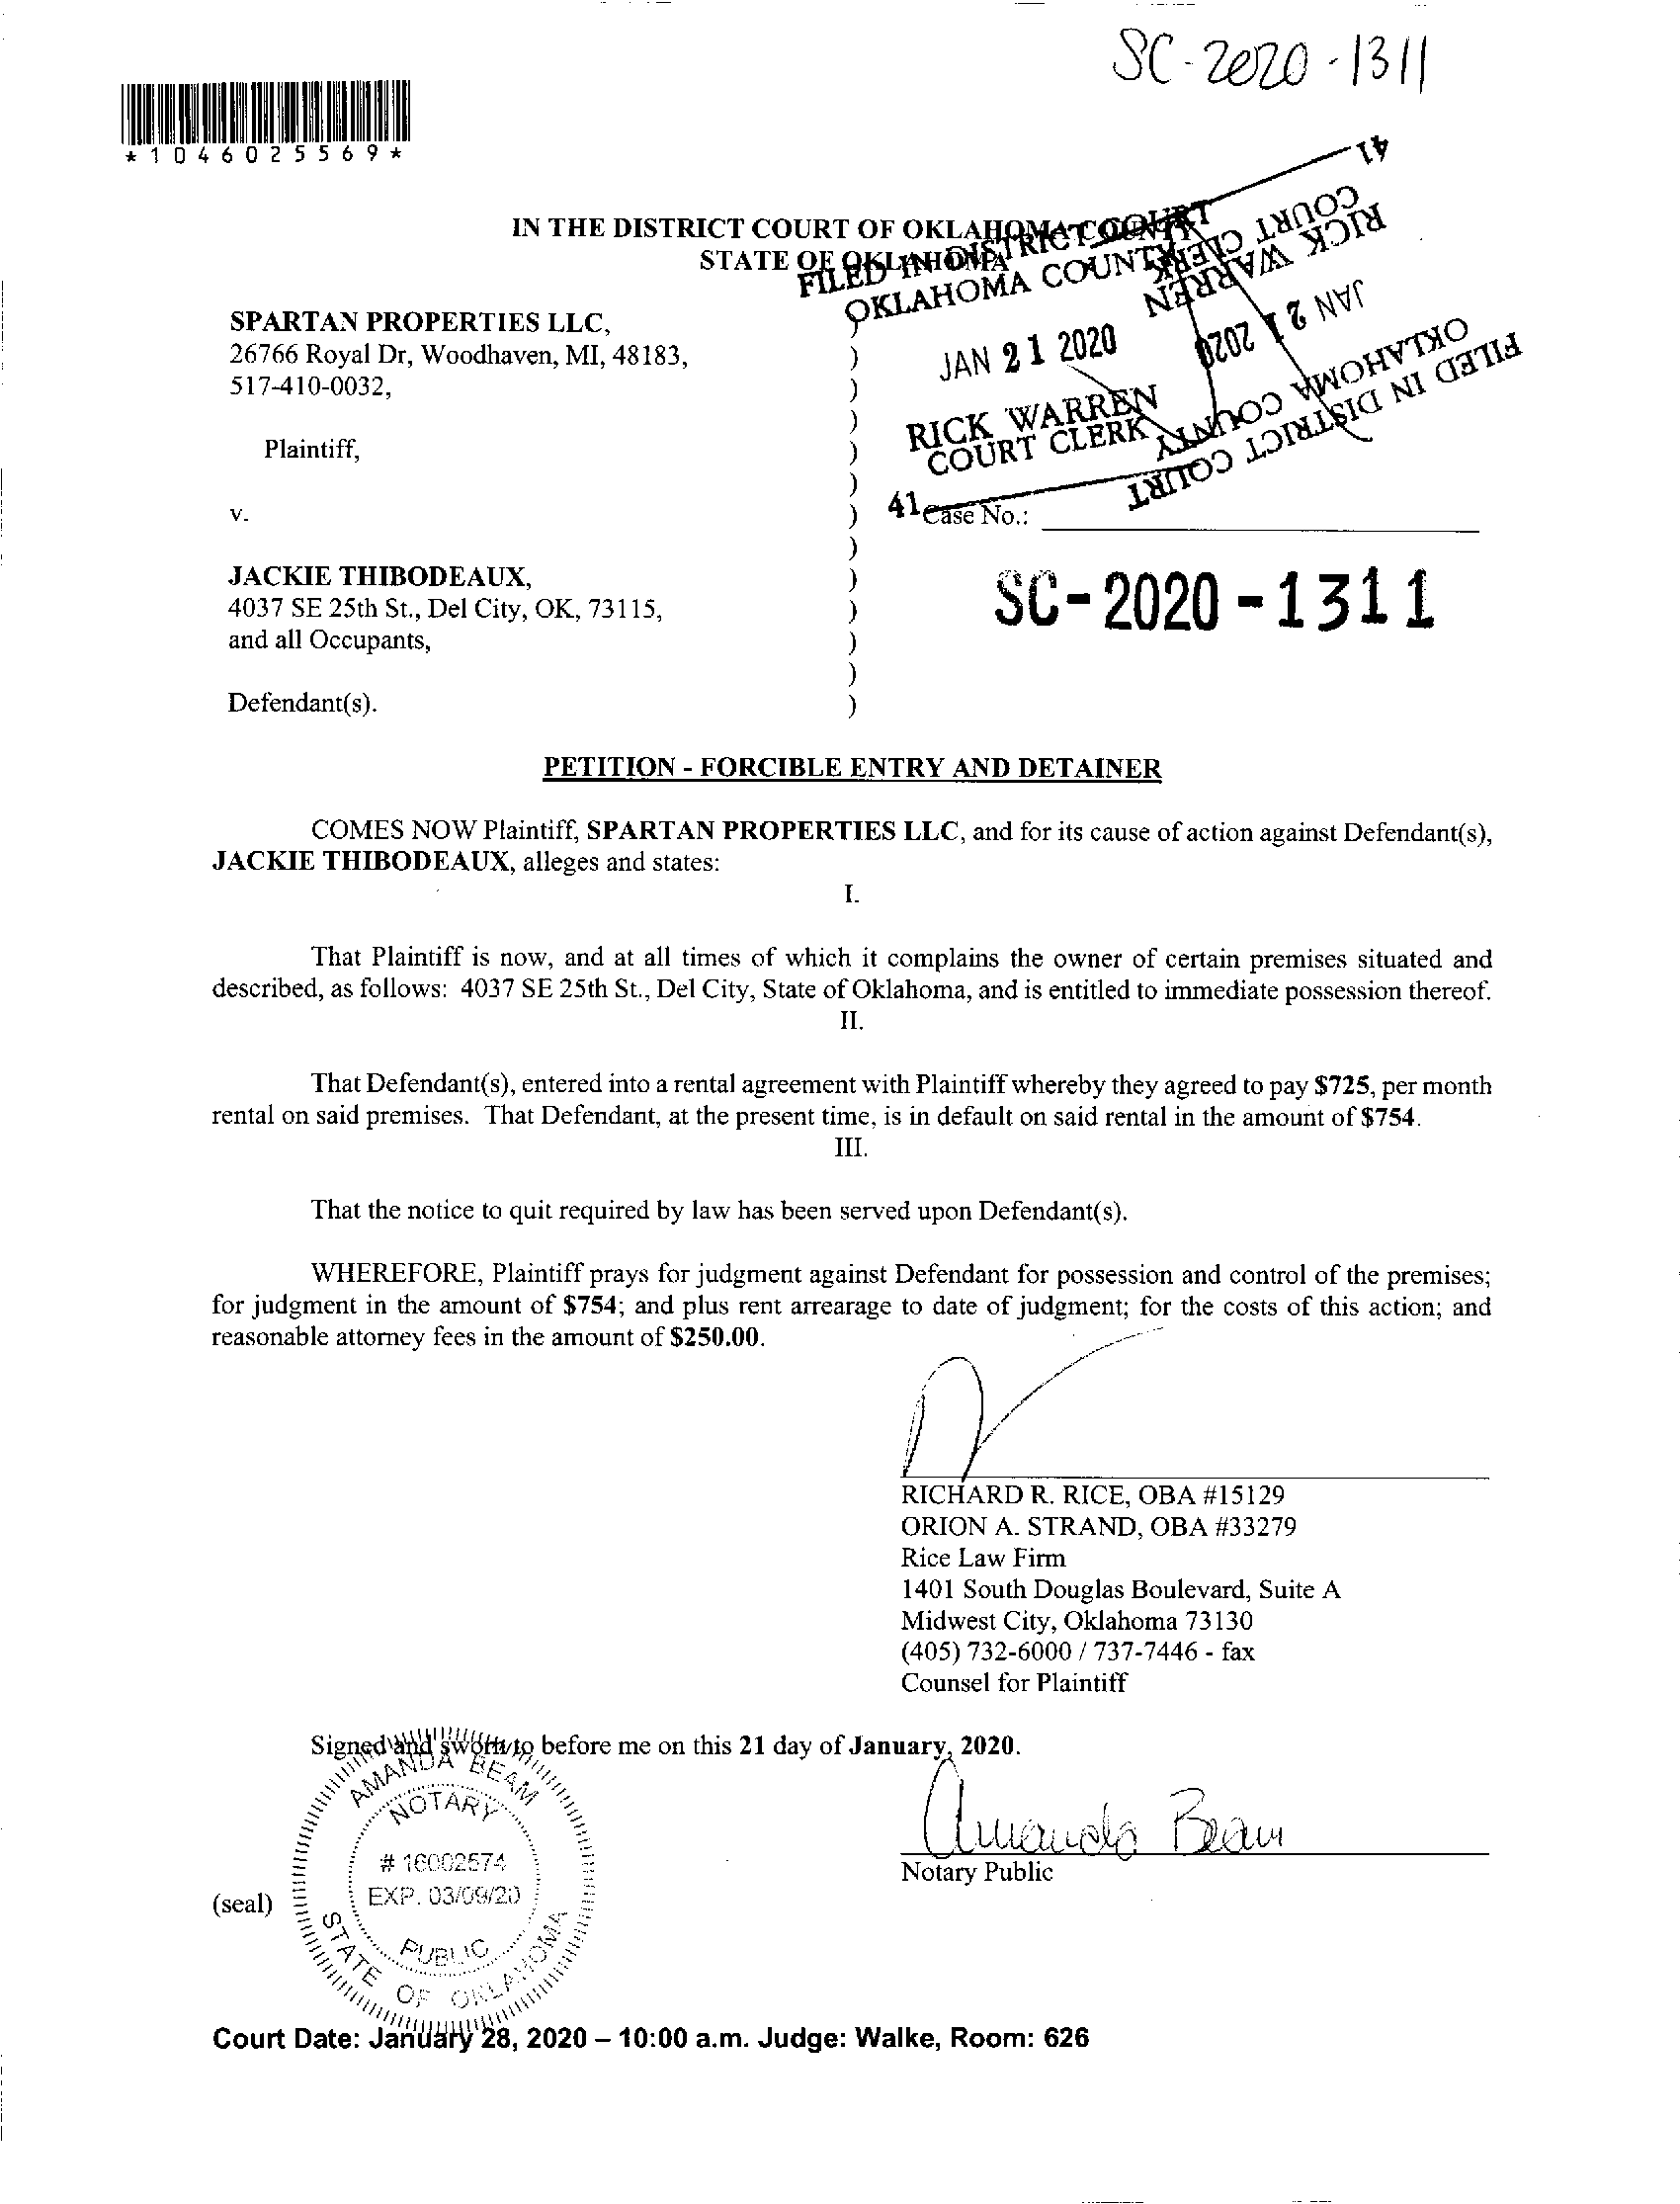 SC-2020-1311
*1046025569*
IN THE DISTRICT COURT OF OKLAHOMA COUNTY
STATE OF OKLAHOMA
FILED IN DISTRICT COURT
OKLAHOMA COUNTY
JAN 21 2020
RICK WARREN
COURT CLERK
41
FILED IN DISTRICT COURT
OKLAHOMA COUNTY
JAN 21 2020
RICK WARREN
COURT CLERK
41
SPARTAN PROPERTIES LLC,
26766 Royal Dr, Woodhaven, MI, 48183,
517-410-0032,
Plaintiff,
v.
JACKIE THIBODEAUX,
4037 SE 25th St., Del City, OK, 73115,
and all Occupants,
Defendant(s).
)
)
)
)
)
)
)
)
)
)
)
)
Case No.:
SC-2020-1311
PETITION - FORCIBLE ENTRY AND DETAINER
COMES NOW Plaintiff, SPARTAN PROPERTIES LLC, and for its cause of action against Defendant(s),
JACKIE THIBODEAUX, alleges and states:
I.
That Plaintiff is now, and at all times of which it complains the owner of certain premises situated and
described, as follows: 4037 SE 25th St., Del City, State of Oklahoma, and is entitled to immediate possession thereof.
II.
That Defendant(s), entered into a rental agreement with Plaintiff whereby they agreed to pay $725, per month
rental on said premises. That Defendant, at the present time, is in default on said rental in the amount of $754.
III.
That the notice to quit required by law has been served upon Defendant(s).
WHEREFORE, Plaintiff prays for judgment against Defendant for possession and control of the premises;
for judgment in the amount of $754; and plus rent arrearage to date of judgment; for the costs of this action; and
reasonable attorney fees in the amount of $250.00.
RICHARD R. RICE, OBA #15129
ORION A. STRAND, OBA #33279
Rice Law Firm
1401 South Douglas Boulevard, Suite A
Midwest City, Oklahoma 73130
(405) 732-6000 / 737-7446 - fax
Counsel for Plaintiff
Signed and sworn to before me on this 21 day of January, 2020.
Amanda Beam
Notary Public
(seal)
AMANDA BEAM
NOTARY
# 16002574
EXP. 03/09/20
PUBLIC
STATE OF OKLAHOMA
Court Date: January 28, 2020 – 10:00 a.m. Judge: Walke, Room: 626